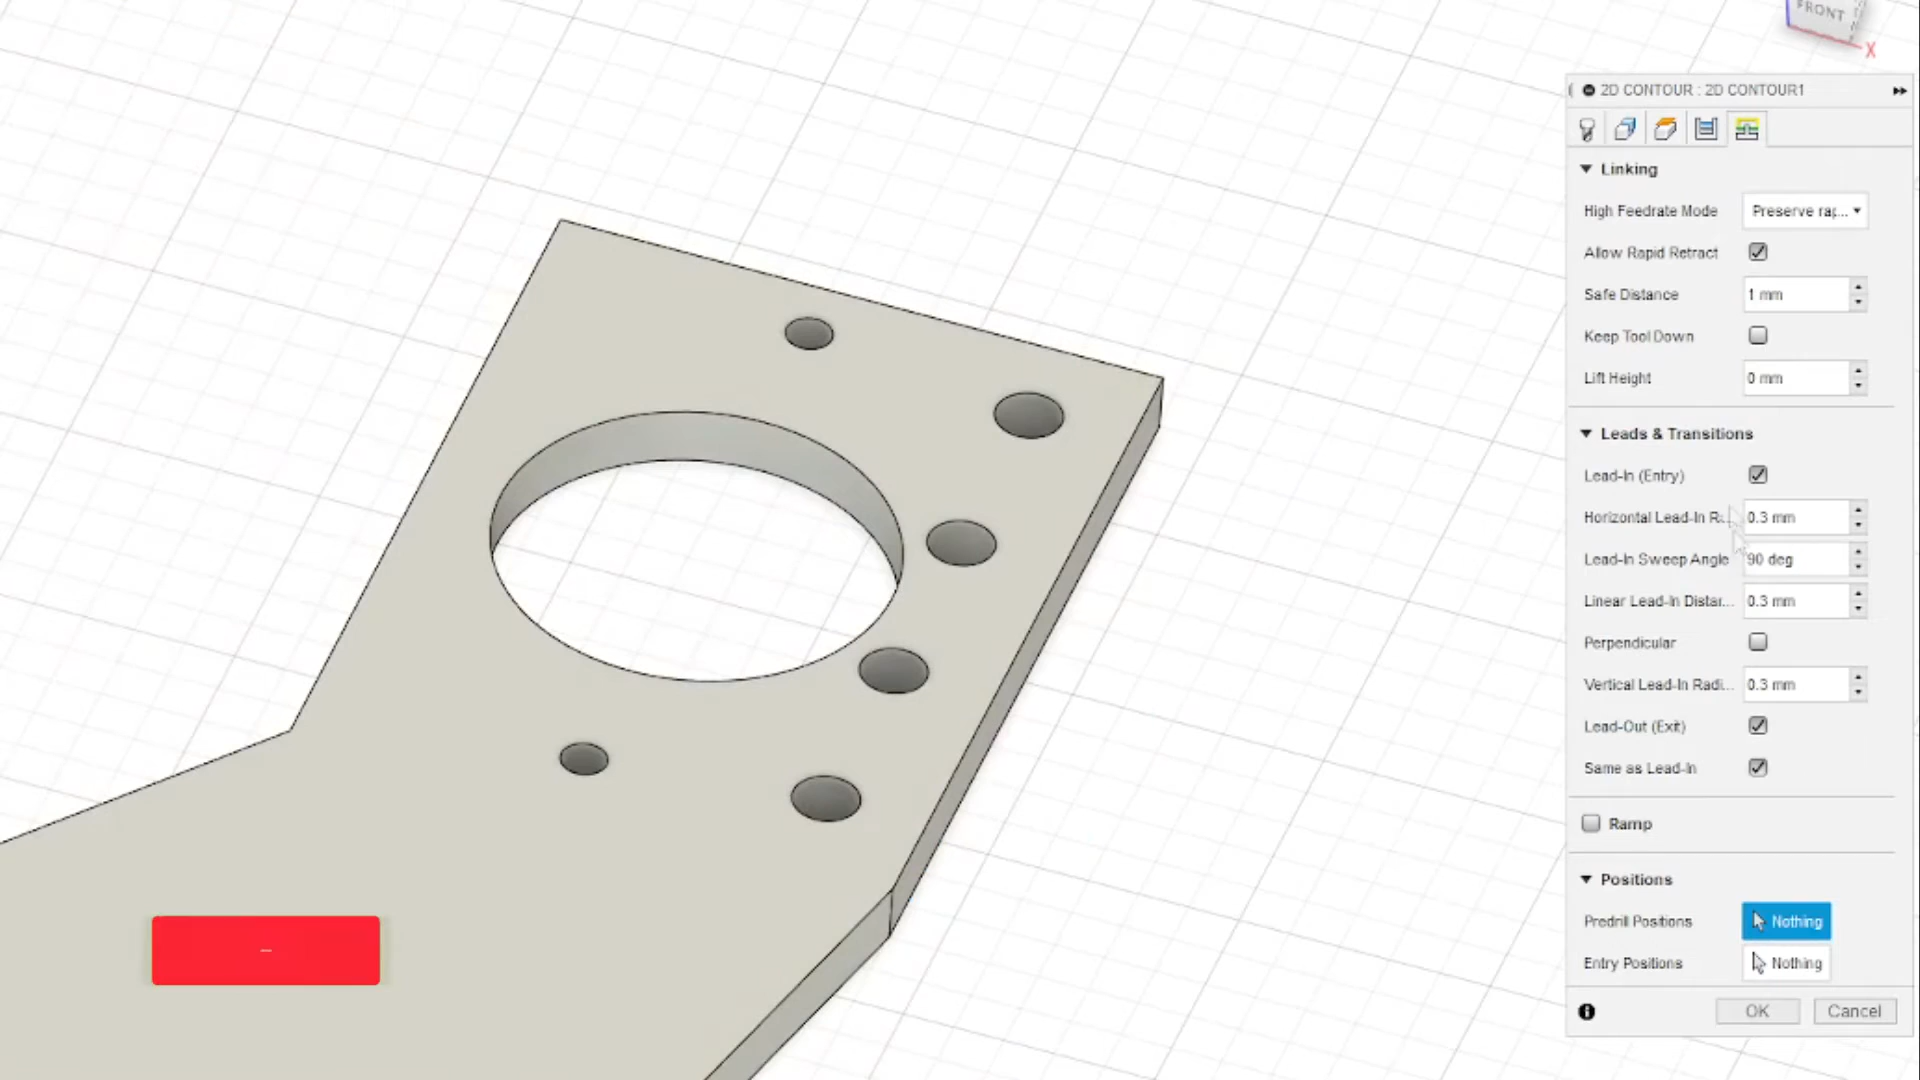 FRONT
X
2D CONTOUR : 2D CONTOUR1
Linking
High Feedrate Mode Preserve rap...
Allow Rapid Retract
Safe Distance 1 mm
Keep Tool Down
Lift Height 0 mm
Leads & Transitions
Lead-In (Entry)
Horizontal Lead-In R... 0.3 mm
Lead-In Sweep Angle 90 deg
Linear Lead-In Distan... 0.3 mm
Perpendicular
Vertical Lead-In Radi... 0.3 mm
Lead-Out (Exit)
Same as Lead-In
Ramp
Positions
Predrill Positions Nothing
Entry Positions Nothing
OK Cancel